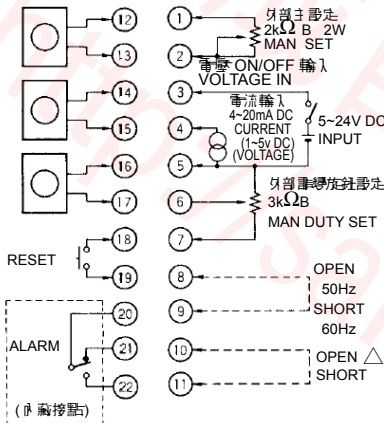 12
13
14
15
16
17
RESET
18
19
20
ALARM
21
22
1
外部主設定
2kΩ B 2W
MAN SET
2
電壓 ON/OFF 輸入
VOLTAGE IN
3
電流輸入
4~20mA DC
CURRENT
(1~5v DC)
(VOLTAGE)
4
5~24V DC
INPUT
5
3kΩB
6
MAN DUTY SET
7
8
OPEN
50Hz
9
SHORT
60Hz
10
OPEN △
11
SHORT
http://sa